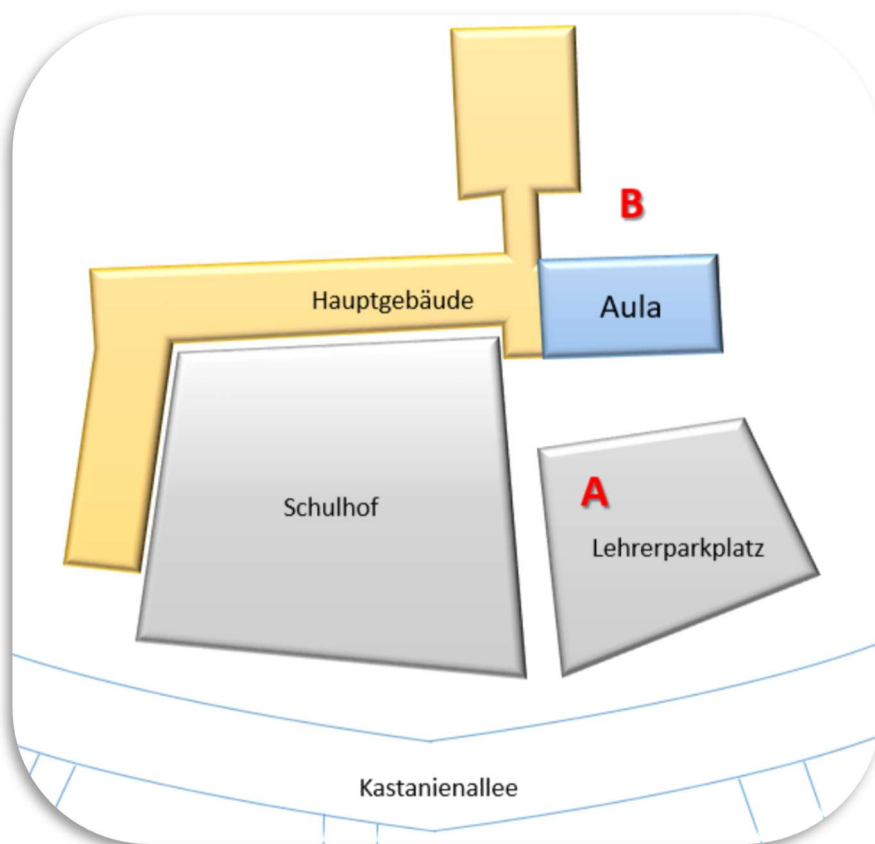 B
Hauptgebäude
Aula
A
Schulhof
Lehrerparkplatz
Kastanienallee